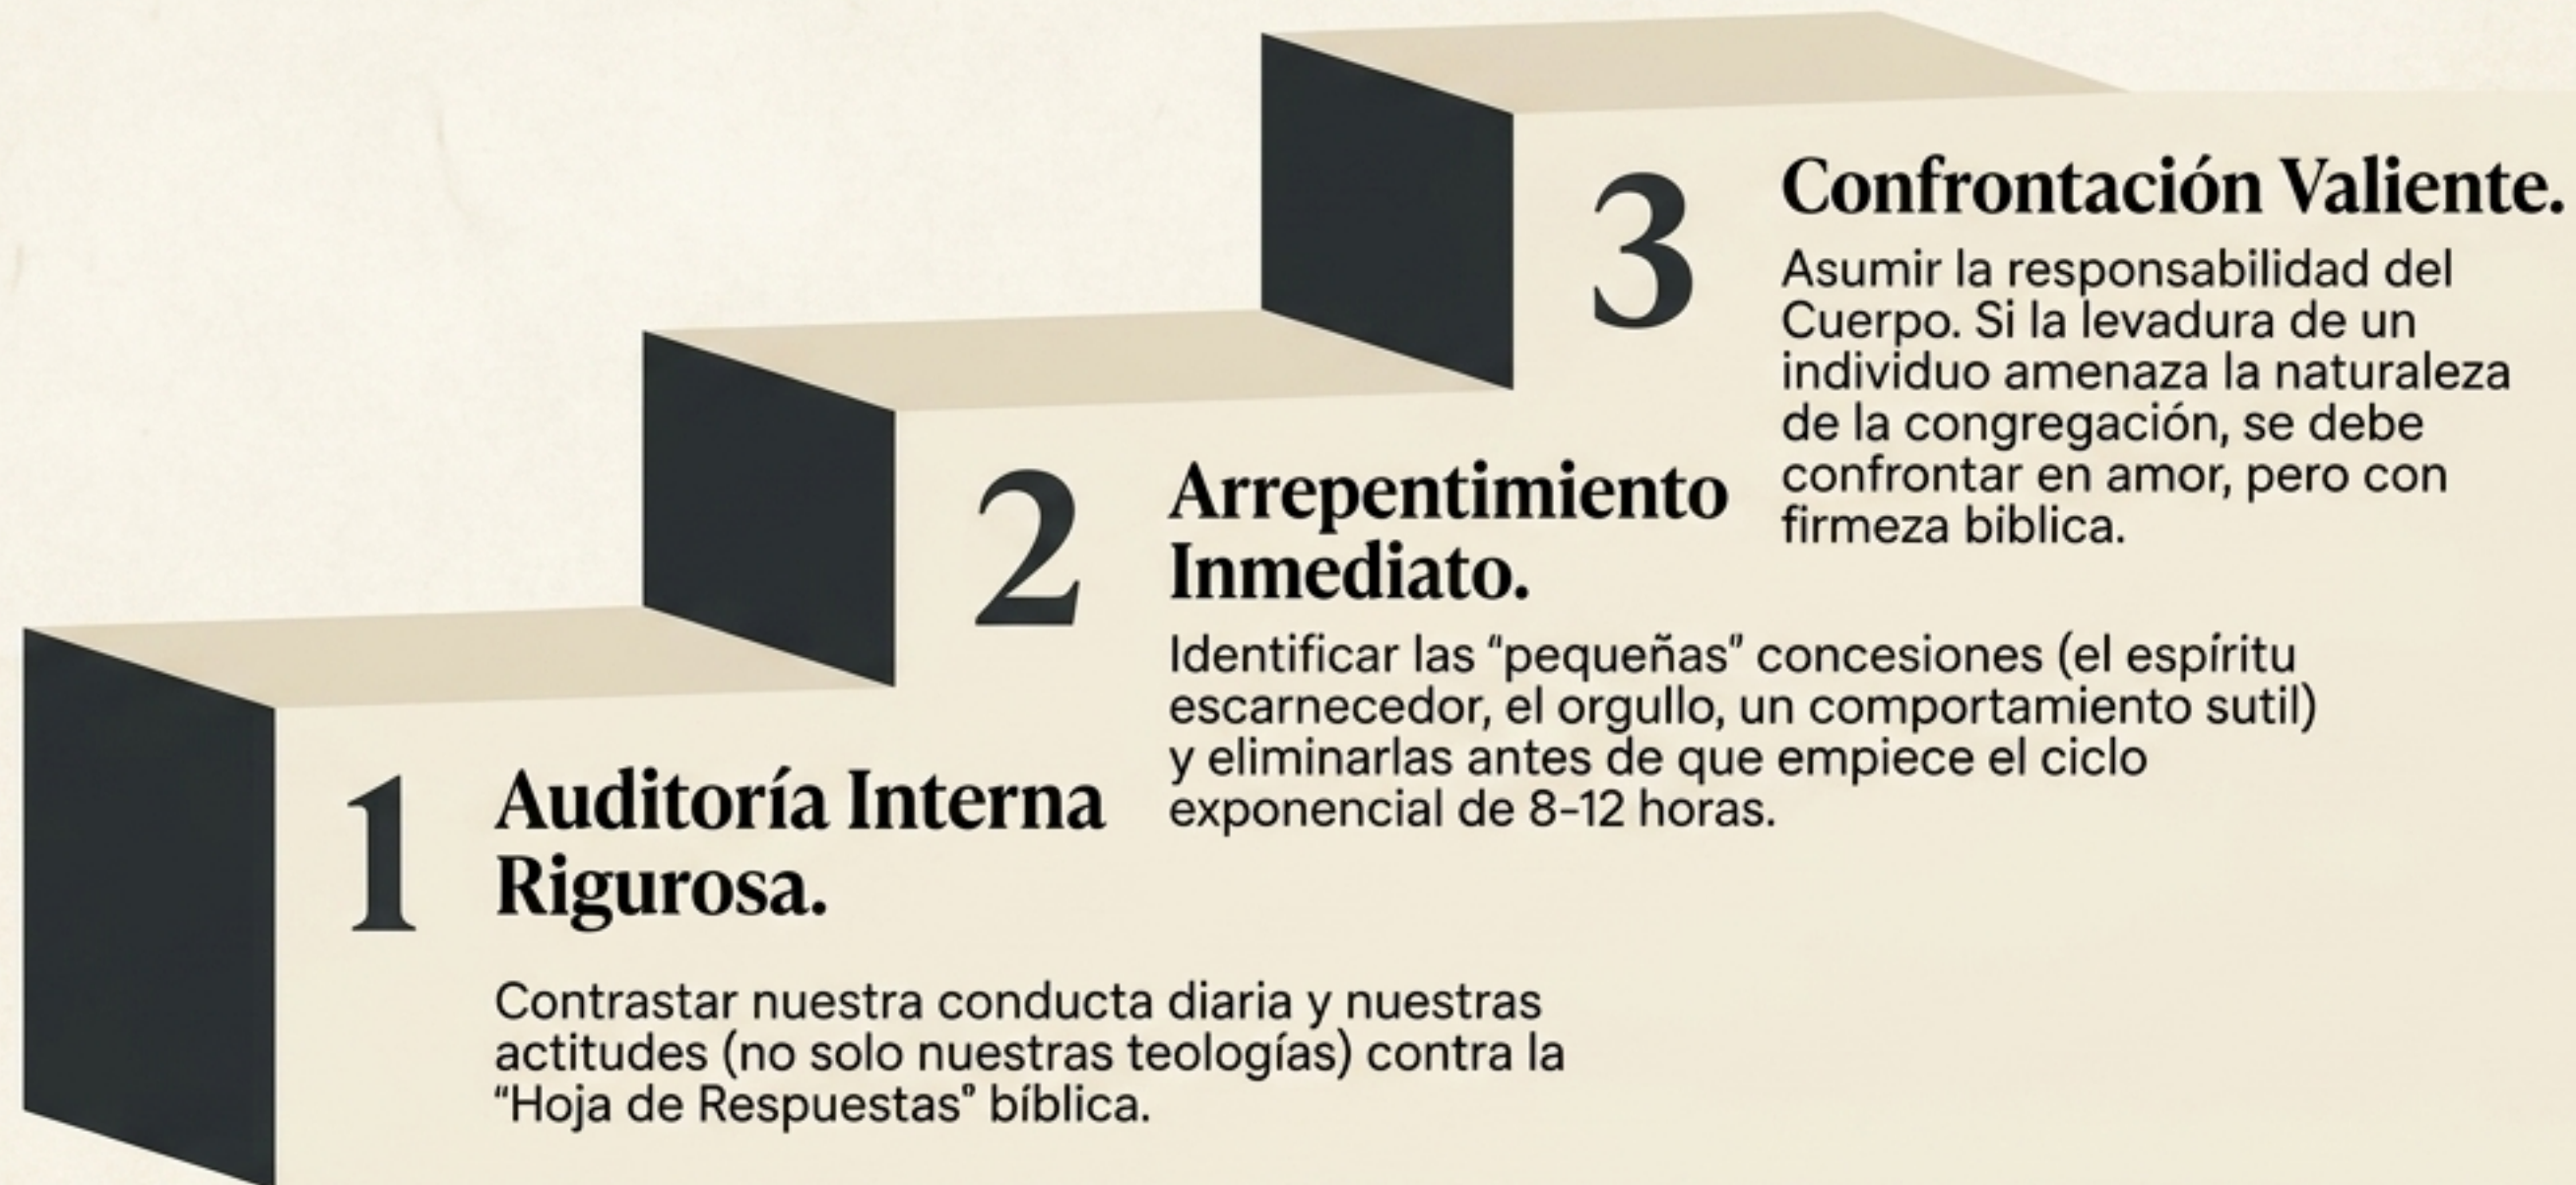 1
Auditoría Interna
Rigurosa.
Contrastar nuestra conducta diaria y nuestras
actitudes (no solo nuestras teologías) contra la
“Hoja de Respuestas” bíblica.
2
Arrepentimiento
Inmediato.
Identificar las “pequeñas” concesiones (el espíritu
escarnecedor, el orgullo, un comportamiento sutil)
y eliminarlas antes de que empiece el ciclo
exponencial de 8–12 horas.
3
Confrontación Valiente.
Asumir la responsabilidad del
Cuerpo. Si la levadura de un
individuo amenaza la naturaleza
de la congregación, se debe
confrontar en amor, pero con
firmeza biblica.